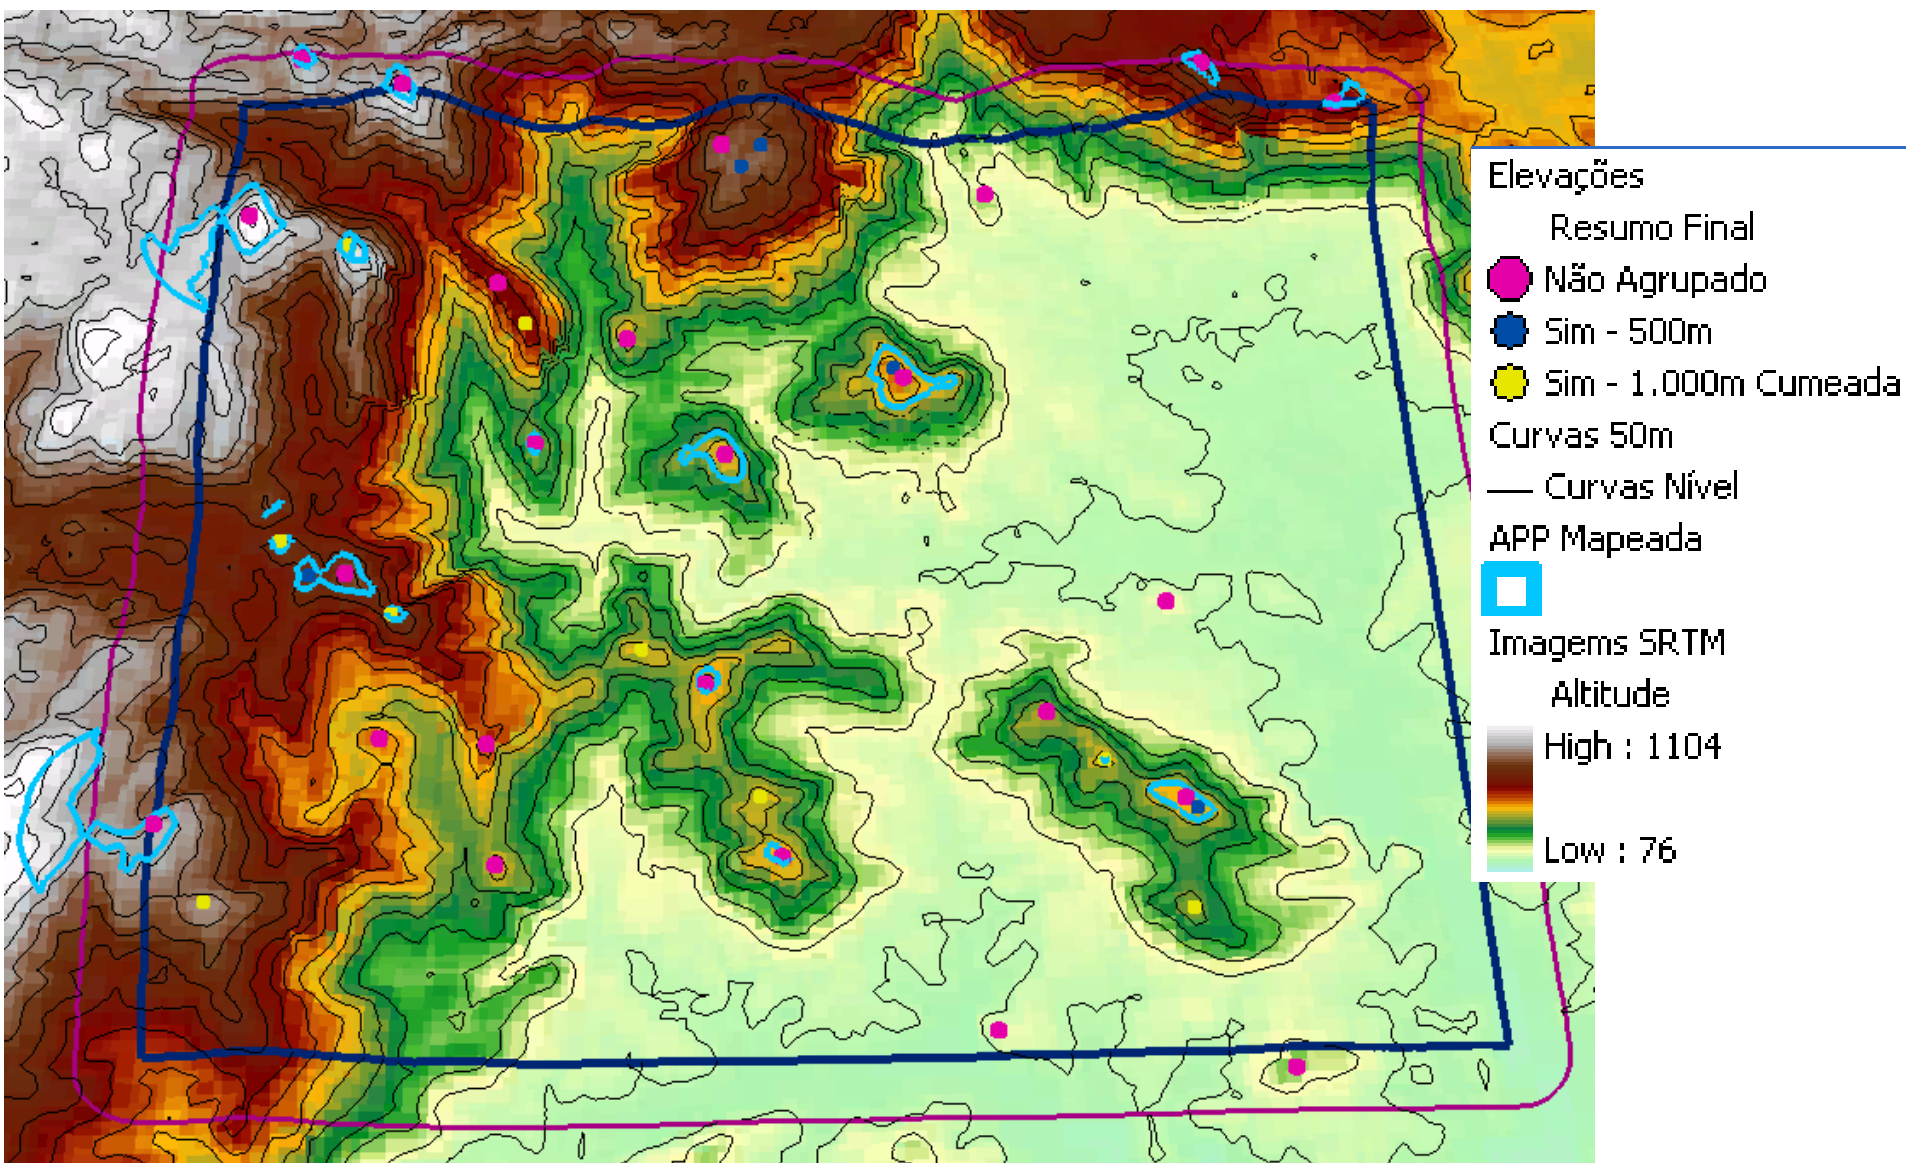 Elevações
Resumo Final
Não Agrupado
Sim - 500m
Sim - 1.000m Cumeada
Curvas 50m
Curvas Nível
APP Mapeada
Imagems SRTM
Altitude
High : 1104
Low : 76